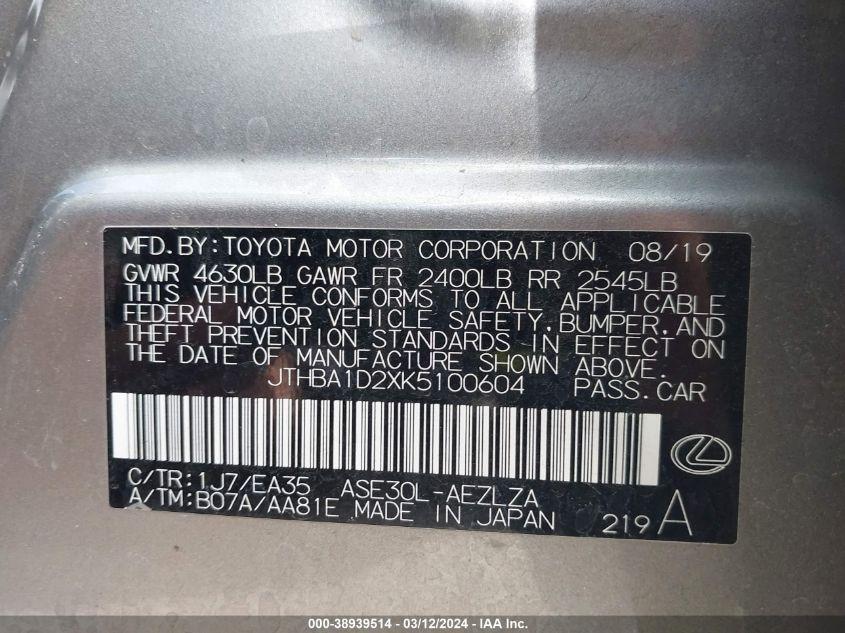 MFD.BY:TOYOTA MOTOR CORPORATION 08/19
GVWR 4630LB GAWR FR 2400LB RR 2545LB
THIS VEHICLE CONFORMS TO ALL APPLICABLE
FEDERAL MOTOR VEHICLE SAFETY,BUMPER,AND
THEFT PREVENTION STANDARDS IN EFFECT ON
THE DATE OF MANUFACTURE SHOWN ABOVE.
JTHBA1D2XK5100604 PASS.CAR
C/TR:1J7/EA35 ASE30L-AEZLZA
A/TM:B07A/AA81E MADE IN JAPAN 219 A
000-38939514 - 03/12/2024 - IAA Inc.